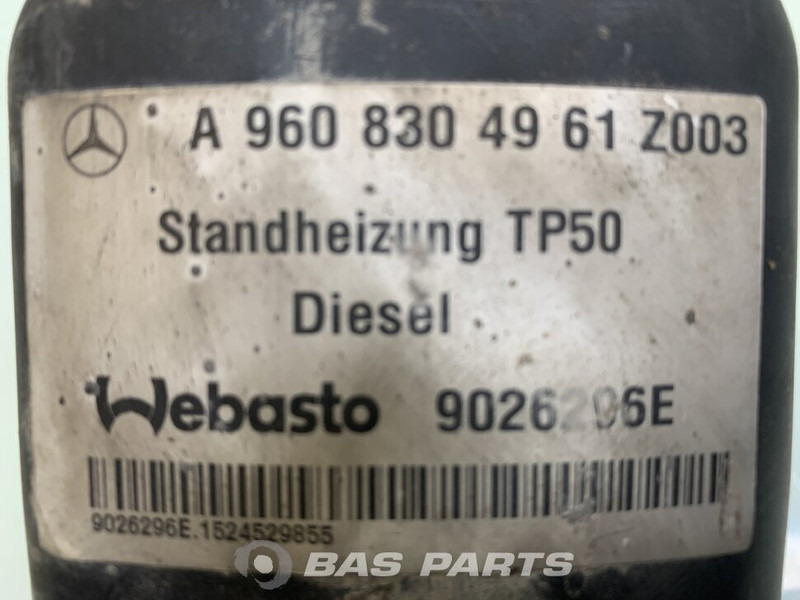 A 960 830 49 61 Z003
Standheizung TP50
Diesel
Webasto 9026296E
9026296E.1524529855
BAS PARTS